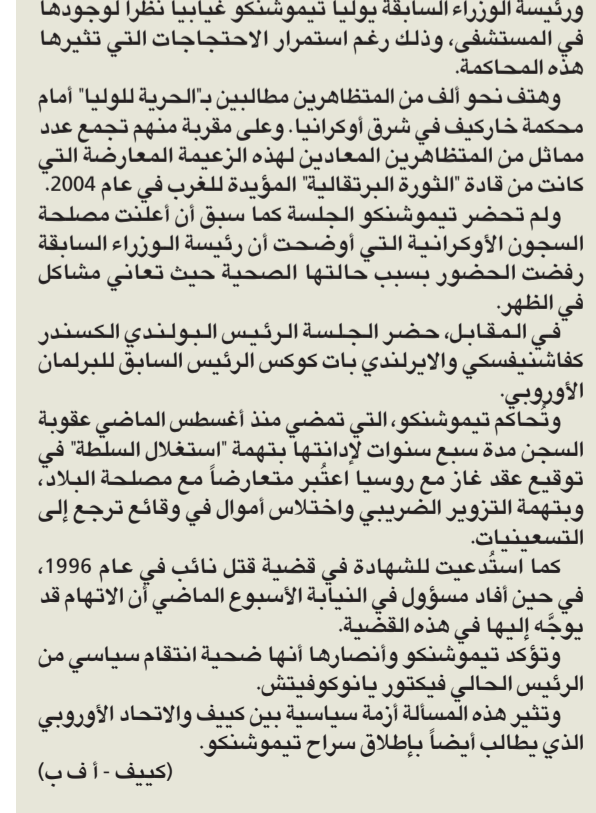 ورئيسة الوزراء السابقة يوليا تيموشنكو غيابياً نظراً لوجودها
في المستشفى، وذلك رغم استمرار الاحتجاجات التي تثيرها
هذه المحاكمة.
وهتف نحو ألف من المتظاهرين مطالبين بـ"الحرية للوليا" أمام
محكمة خاركيف في شرق أوكرانيا. وعلى مقربة منهم تجمع عدد
مماثل من المتظاهرين المعادين لهذه الزعيمة المعارضة التي
كانت من قادة "الثورة البرتقالية" المؤيدة للغرب في عام 2004.
ولم تحضر تيموشنكو الجلسة كما سبق أن أعلنت مصلحة
السجون الأوكرانية التي أوضحت أن رئيسة الوزراء السابقة
رفضت الحضور بسبب حالتها الصحية حيث تعاني مشاكل
في الظهر.
في المقابل، حضر الجلسة الرئيس البولندي الكسندر
كفاشنيفسكي والايرلندي بات كوكس الرئيس السابق للبرلمان
الأوروبي.
وتُحاكم تيموشنكو، التي تمضي منذ أغسطس الماضي عقوبة
السجن مدة سبع سنوات لإدانتها بتهمة "استغلال السلطة" في
توقيع عقد غاز مع روسيا اعتُبر متعارضاً مع مصلحة البلاد،
وبتهمة التزوير الضريبي واختلاس أموال في وقائع ترجع إلى
التسعينيات.
كما استُدعيت للشهادة في قضية قتل نائب في عام 1996،
في حين أفاد مسؤول في النيابة الأسبوع الماضي أن الاتهام قد
يوجَّه إليها في هذه القضية.
وتؤكد تيموشنكو وأنصارها أنها ضحية انتقام سياسي من
الرئيس الحالي فيكتور يانوكوفيتش.
وتثير هذه المسألة أزمة سياسية بين كييف والاتحاد الأوروبي
الذي يطالب أيضاً بإطلاق سراح تيموشنكو.
(كييف - أ ف ب)